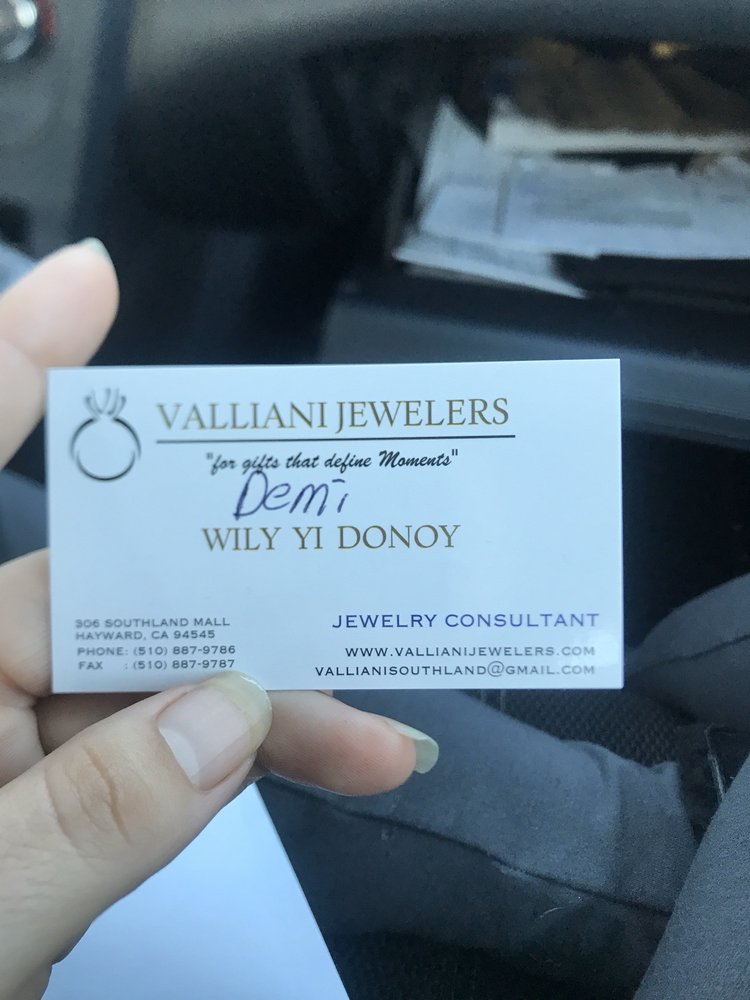 VALLIANI JEWELERS
"for gifts that define Moments"
Demi
WILY YI DONOY
JEWELRY CONSULTANT
306 SOUTHLAND MALL
HAYWARD, CA 94545
PHONE: (510) 887-9786
FAX : (510) 887-9787
WWW.VALLIANIJEWELERS.COM
VALLIANISOUTHLAND@GMAIL.COM